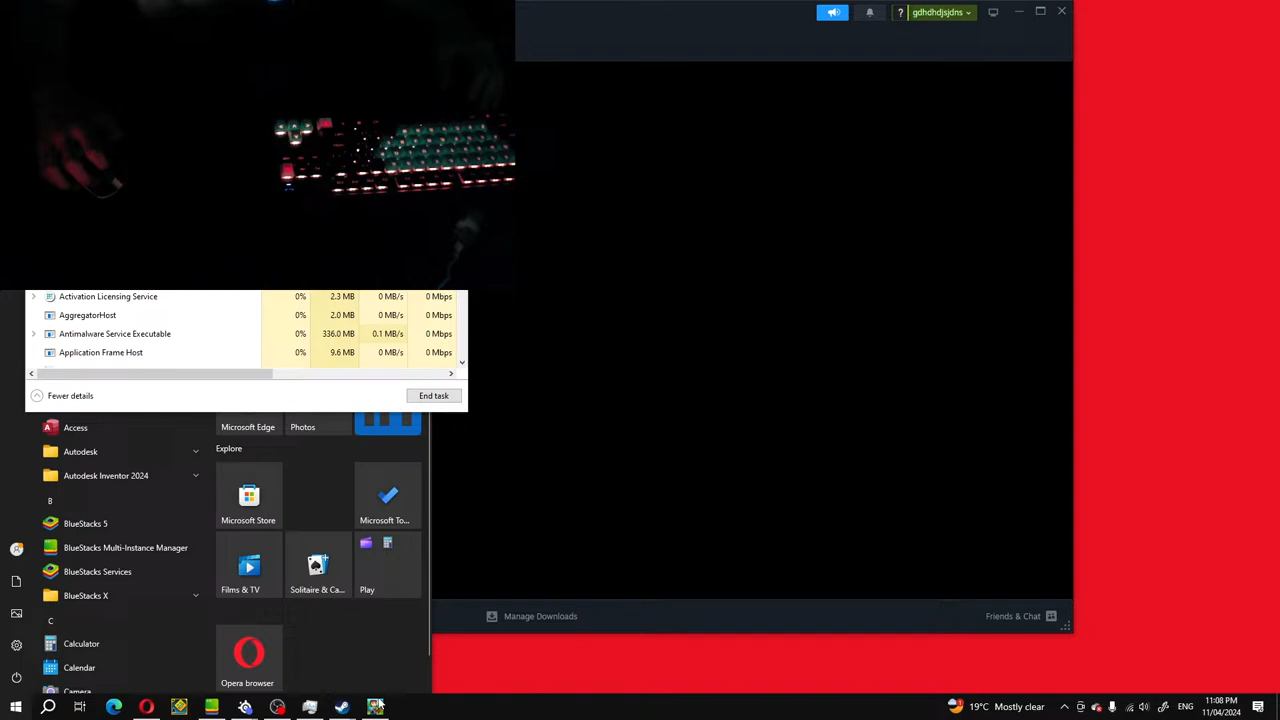 ? gdhdhdjsjdns
Activation Licensing Service 0% 2.3 MB 0 MB/s 0 Mbps
AggregatorHost 0% 2.0 MB 0 MB/s 0 Mbps
Antimalware Service Executable 0% 336.0 MB 0.1 MB/s 0 Mbps
Application Frame Host 0% 9.6 MB 0 MB/s 0 Mbps
Fewer details End task
Access
Autodesk
Autodesk Inventor 2024
B
BlueStacks 5
BlueStacks Multi-Instance Manager
BlueStacks Services
BlueStacks X
C
Calculator
Calendar
Camera
Microsoft Edge Photos
Explore
Microsoft Store Microsoft To...
Films & TV Solitaire & Ca... Play
Opera browser
Manage Downloads Friends & Chat
19°C Mostly clear ENG 11:08 PM
11/04/2024